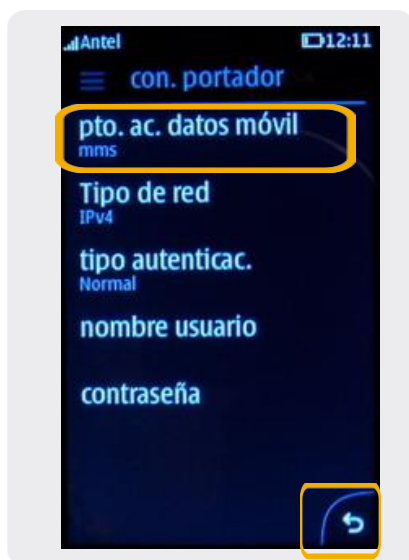 Antel 12:11
con. portador
pto. ac. datos móvil
mms
Tipo de red
IPv4
tipo autenticac.
Normal
nombre usuario
contraseña